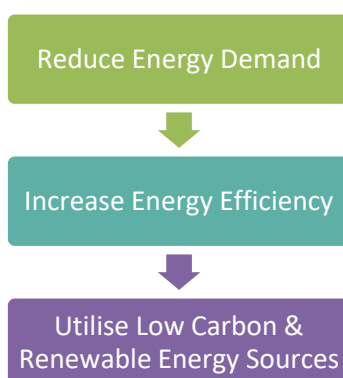 Reduce Energy Demand
Increase Energy Efficiency
Utilise Low Carbon &
Renewable Energy Sources